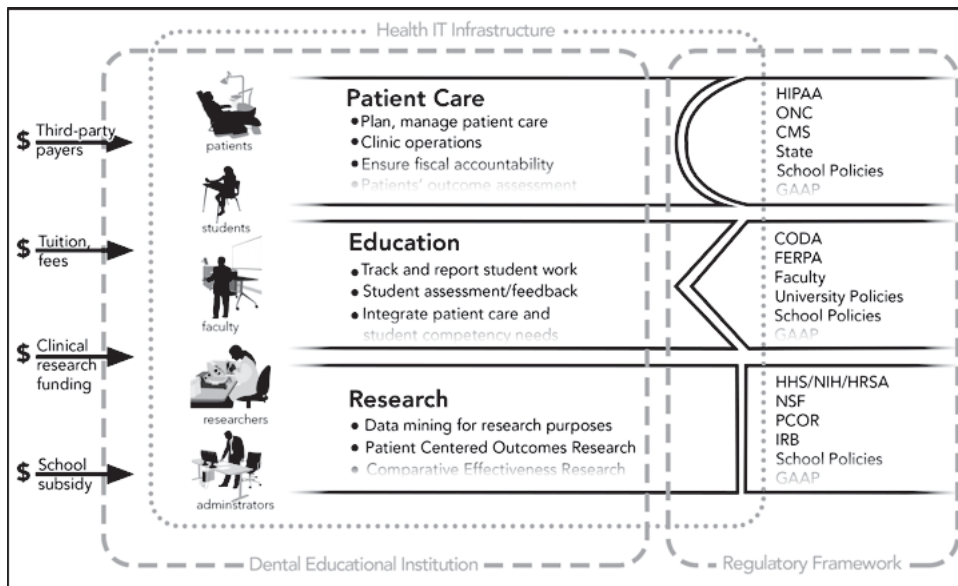 Health IT Infrastructure
$ Third-party
payers
$ Tuition,
fees
$ Clinical
research
funding
$ School
subsidy
patients
students
faculty
researchers
adminstrators
Patient Care
• Plan, manage patient care
• Clinic operations
• Ensure fiscal accountability
• Patients' outcome assessment
Education
• Track and report student work
• Student assessment/feedback
• Integrate patient care and
student competency needs
Research
• Data mining for research purposes
• Patient Centered Outcomes Research
• Comparative Effectiveness Research
HIPAA
ONC
CMS
State
School Policies
GAAP
CODA
FERPA
Faculty
University Policies
School Policies
GAAP
HHS/NIH/HRSA
NSF
PCOR
IRB
School Policies
GAAP
Dental Educational Institution
Regulatory Framework